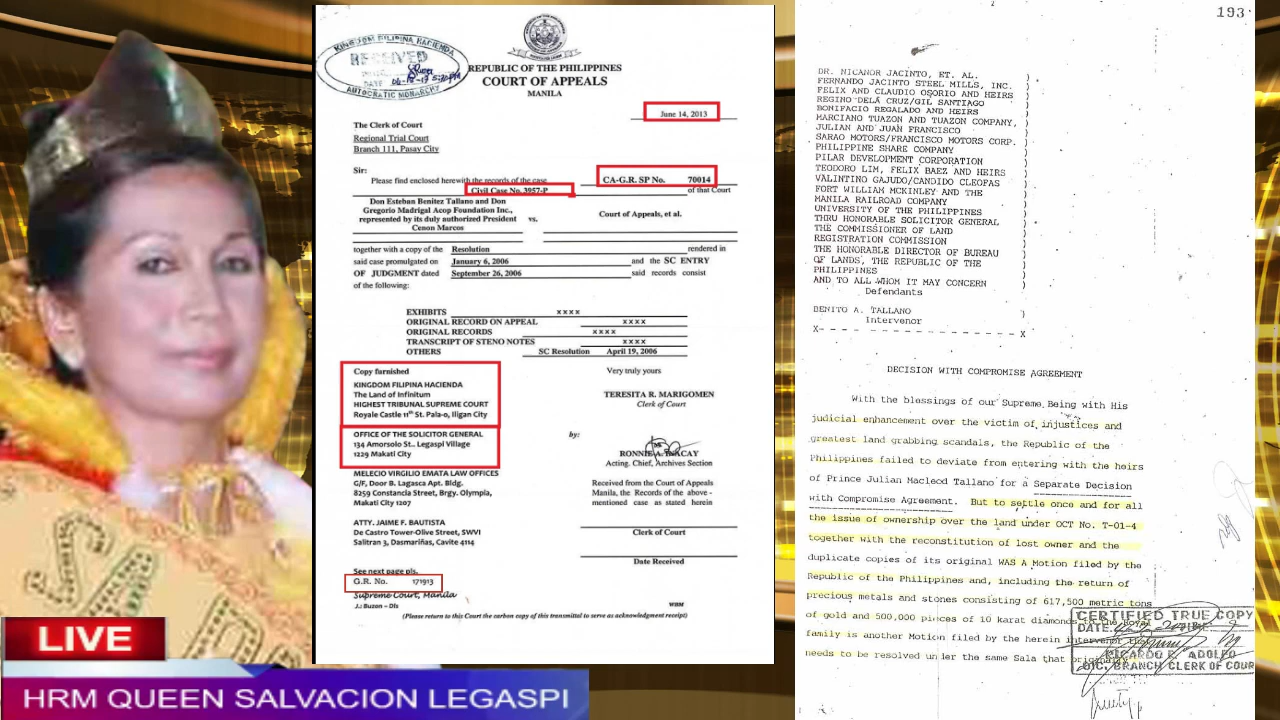 KINGDOM FILIPINA HACIENDA
RECEIVED
DATE
AUTOCRATIC MONARCHY
REPUBLIC OF THE PHILIPPINES
COURT OF APPEALS
MANILA
June 14, 2013
The Clerk of Court
Regional Trial Court
Branch 111, Pasay City
Sir:
Please find enclosed herewith the records of the case CA-G.R. SP No. 70014
Civil Case No. 3957-P of that Court
Don Esteban Benitez Tallano and Don
Gregorio Madrigal Acop Foundation Inc.,
represented by its duly authorized President vs. Court of Appeals, et al.
Cenon Marcos
together with a copy of the Resolution rendered in
said case promulgated on January 6, 2006 and the SC ENTRY
OF JUDGMENT dated September 26, 2006 said records consist
of the following:
EXHIBITS xxxx
ORIGINAL RECORD ON APPEAL xxxx
ORIGINAL RECORDS xxxx
TRANSCRIPT OF STENO NOTES xxxx
OTHERS SC Resolution April 19, 2006
Copy furnished
KINGDOM FILIPINA HACIENDA
The Land of Infinitum
HIGHEST TRIBUNAL SUPREME COURT
Royale Castle 11th St. Pala-o, Iligan City
OFFICE OF THE SOLICITOR GENERAL
134 Amorsolo St.. Legaspi Village
1229 Makati City
MELECIO VIRGILIO EMATA LAW OFFICES
G/F, Door B. Lagasca Apt. Bldg.
8259 Constancia Street, Brgy. Olympia,
Makati City 1207
ATTY. JAIME F. BAUTISTA
De Castro Tower-Olive Street, SWVI
Salitran 3, Dasmariñas, Cavite 4114
See next page pls.
G.R. No. 171913
Supreme Court, Manila
J.: Buzon – Dls
Very truly yours
TERESITA R. MARIGOMEN
Clerk of Court
by:
RONNIE A.
Acting. Chief, Archives Section
Received from the Court of Appeals
Manila, the Records of the above -
mentioned case as stated herein
Clerk of Court
Date Received
WBM
(Please return to this Court the carbon copy of this transmittal to serve as acknowledgment receipt)
193
DR. NICANOR JACINTO, ET. AL. )
FERNANDO JACINTO STEEL MILLS, INC.
FELIX AND CLAUDIO OSORIO AND HEIRS
REGINO DELA CRUZ/GIL SANTIAGO
BONIFACIO REGALADO AND HEIRS
MARCIANO TUAZON AND TUAZON COMPANY,
JULIAN AND JUAN FRANCISCO
SARAO MOTORS/FRANCISCO MOTORS CORP.
PHILIPPINE SHARE COMPANY
PILAR DEVELOPMENT CORPORATION
TEODORO LIM, FELIX BAEZ AND HEIRS
VALINTINO GAJUDO/CANDIDO CLEOFAS
FORT WILLIAM MCKINLEY AND THE
MANILA RAILROAD COMPANY
UNIVERSITY OF THE PHILIPPINES
THRU HONORABLE SOLICITOR GENERAL
THE COMMISSIONER OF LAND
REGISTRATION COMMISSION
THE HONORABLE DIRECTOR OF BUREAU
OF LANDS, THE REPUBLIC OF THE
PHILIPPINES
AND TO ALL WHOM IT MAY CONCERN
Defendants
BENITO A. TALLANO
Intervenor
X- - - - - - - - - - - - - - - - - X
DECISION WITH COMPROMISE AGREEMENT
With the blessings of our Supreme Being with His
judicial enhancement over the victim of injustices and
greatest land grabbing scandals, the Republic of the
Philippines failed to deviate from entering with the heirs
of Prince Julian Macleod Tallano for a Separate Decision
with Compromise Agreement. But to settle once and for all
the issue of ownership over the land under OCT No. T-01-4
together with the reconstitution of lost owner and the
duplicate copies of its original WAS a Motion filed by the
Republic of the Philippines and, including the return of
precious metals and stones consisting of 617,500 metric tons
of gold and 500,000 pieces of 10 karat diamonds
family is another Motion filed by the herein intervenor
needs to be resolved under the same Sala that
CERTIFIED TRUE COPY
DATE
RICARDO R. ADOLFO
OIC, BRANCH CLERK OF COUR
LIVE
HRM QUEEN SALVACION LEGASPI